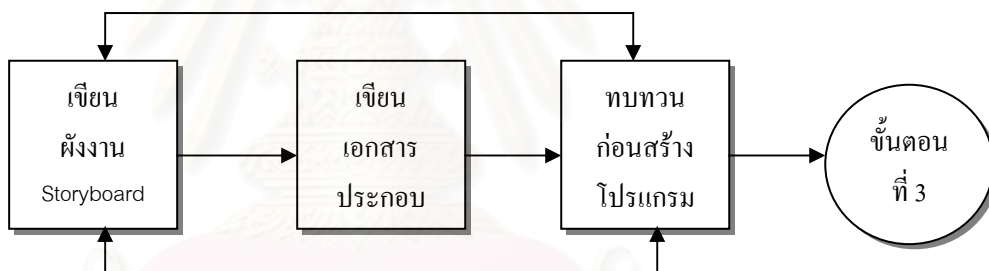 เขียน
ผังงาน
Storyboard
เขียน
เอกสาร
ประกอบ
ทบทวน
ก่อนสร้าง
โปรแกรม
ขั้นตอน
ที่ 3